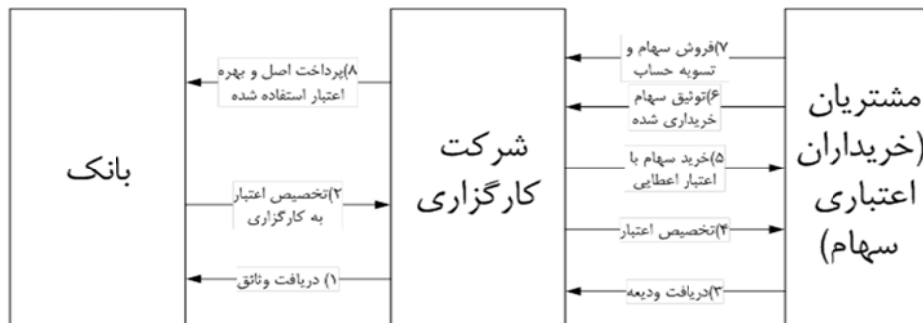 مشتریان
(خریداران
اعتباری
سهام)
شرکت
کارگزاری
بانک
۷)فروش سهام و
تسویه حساب
۶)توثیق سهام
خریداری شده
۵)خرید سهام با
اعتبار اعطایی
۴)تخصیص اعتبار
۳)دریافت ودیعه
۸)پرداخت اصل و بهره
اعتبار استفاده شده
۲)تخصیص اعتبار
به کارگزاری
۱) دریافت وثائق